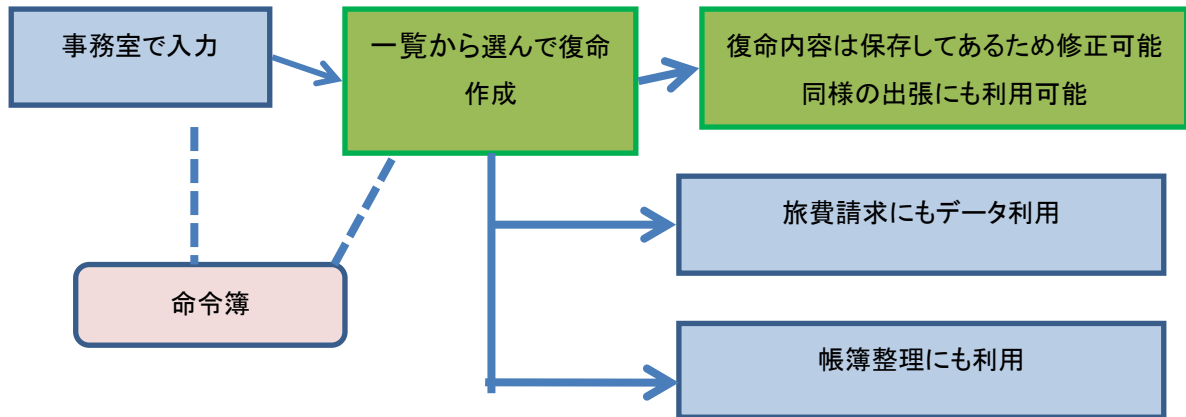 事務室で入力
一覧から選んで復命
作成
復命内容は保存してあるため修正可能
同様の出張にも利用可能
旅費請求にもデータ利用
命令簿
帳簿整理にも利用